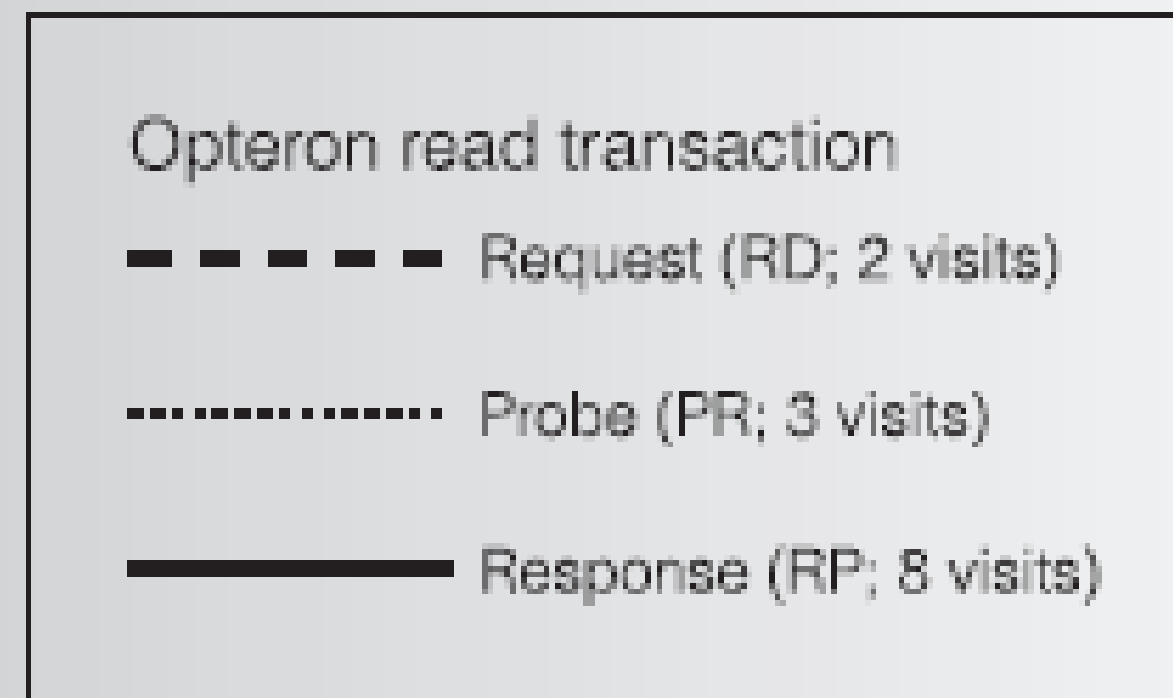 Opteron read transaction
Request (RD; 2 visits)
Probe (PR; 3 visits)
Response (RP; 8 visits)